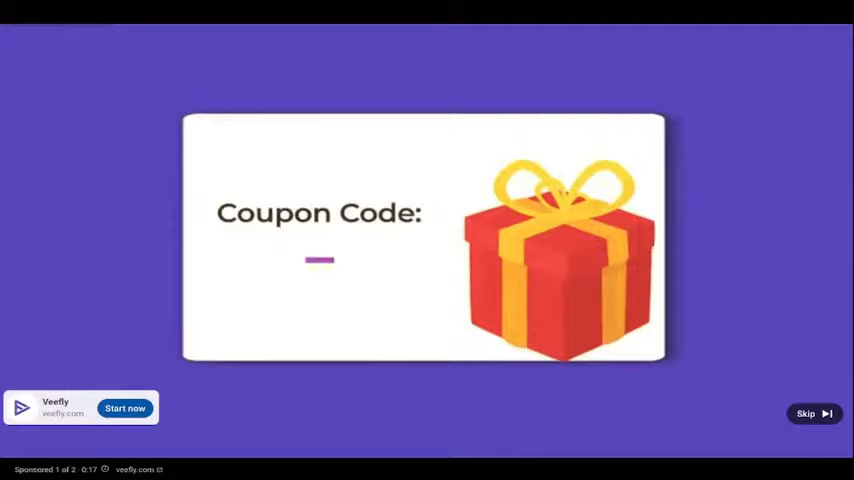 Coupon Code:
Veefly
veefly.com
Start now
Skip
Sponsored 1 of 2 · 0:17
veefly.com